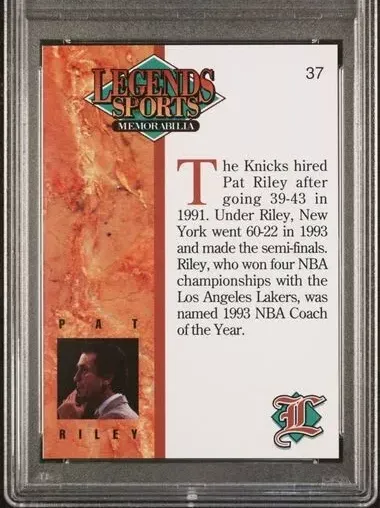 LEGENDS
SPORTS
MEMORABILIA
37
The Knicks hired
Pat Riley after
going 39-43 in
1991. Under Riley, New
York went 60-22 in 1993
and made the semi-finals.
Riley, who won four NBA
championships with the
Los Angeles Lakers, was
named 1993 NBA Coach
of the Year.
PAT
RILEY
L